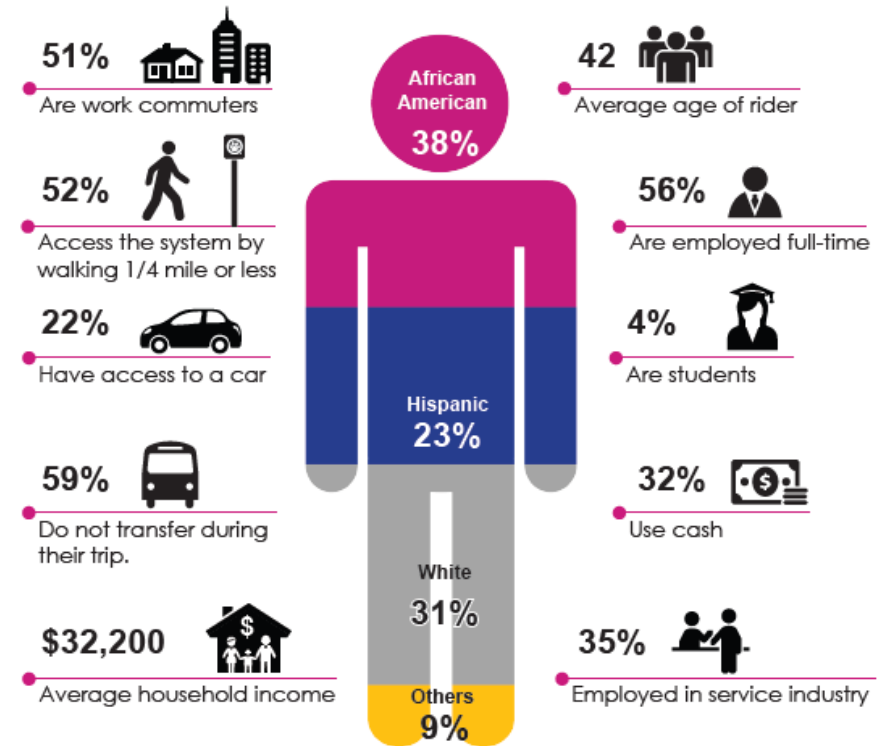 51%
Are work commuters
52%
Access the system by
walking 1/4 mile or less
22%
Have access to a car
59%
Do not transfer during
their trip.
$32,200
$
Average household income
African
American
38%
Hispanic
23%
White
31%
Others
9%
42
Average age of rider
56%
Are employed full-time
4%
Are students
32%
$
Use cash
35%
Employed in service industry